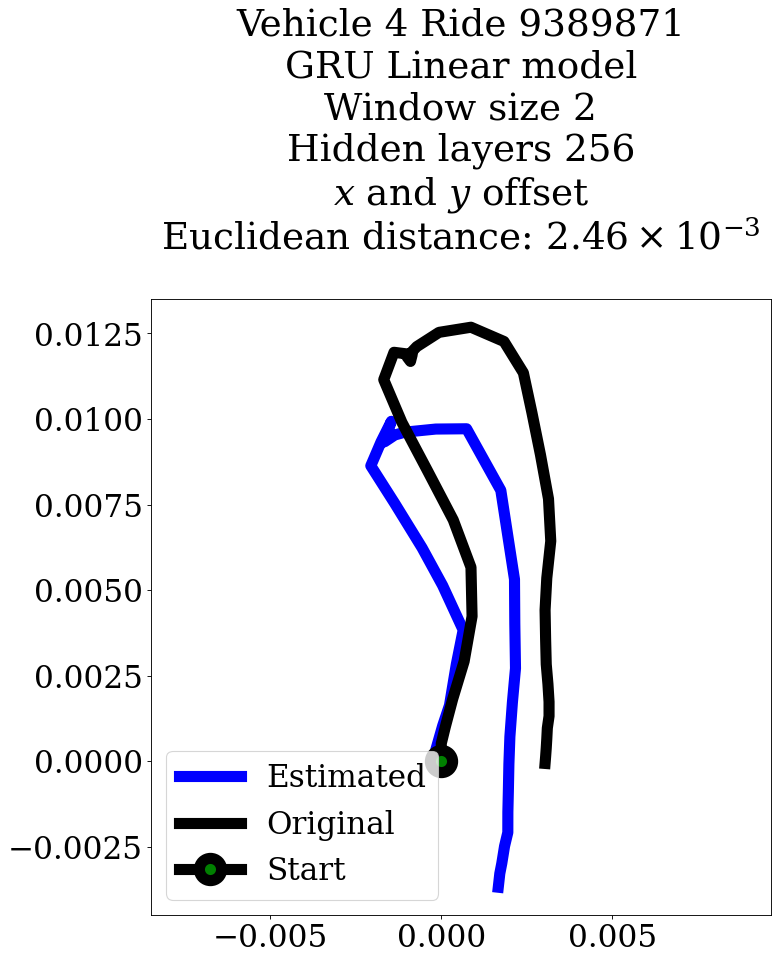 Vehicle 4 Ride 9389871
GRU Linear model
Window size 2
Hidden layers 256
x and y offset
Euclidean distance: 2.46 × 10⁻³
0.0125
0.0100
0.0075
0.0050
0.0025
0.0000
−0.0025
Estimated
Original
Start
−0.005 0.000 0.005